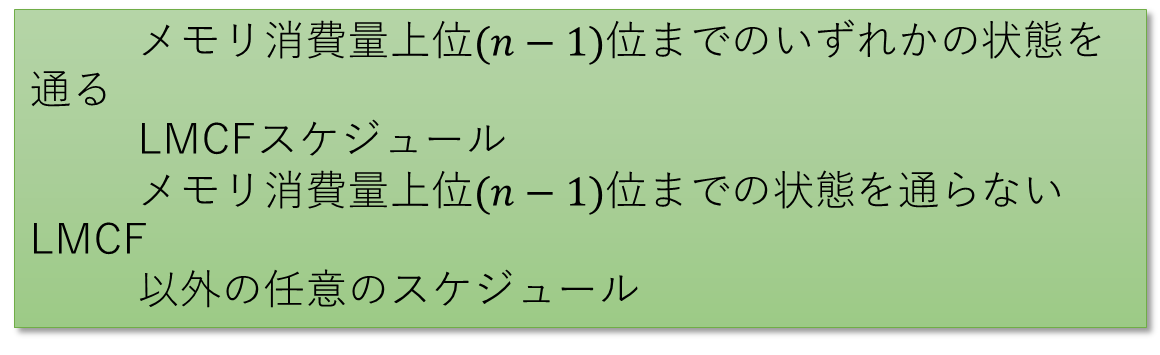 メモリ消費量上位(n − 1)位までのいずれかの状態を
通る
LMCFスケジュール
メモリ消費量上位(n − 1)位までの状態を通らない
LMCF
以外の任意のスケジュール